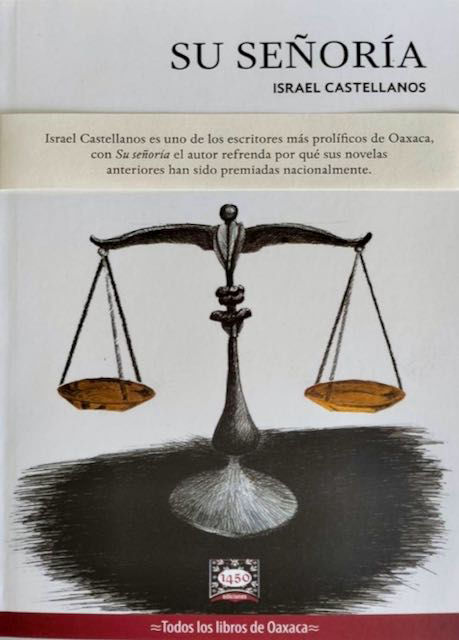 SU SEÑORÍA
ISRAEL CASTELLANOS
Israel Castellanos es uno de los escritores más prolíficos de Oaxaca,
con Su señoría el autor refrenda por qué sus novelas
anteriores han sido premiadas nacionalmente.
1450
ediciones
≈Todos los libros de Oaxaca≈